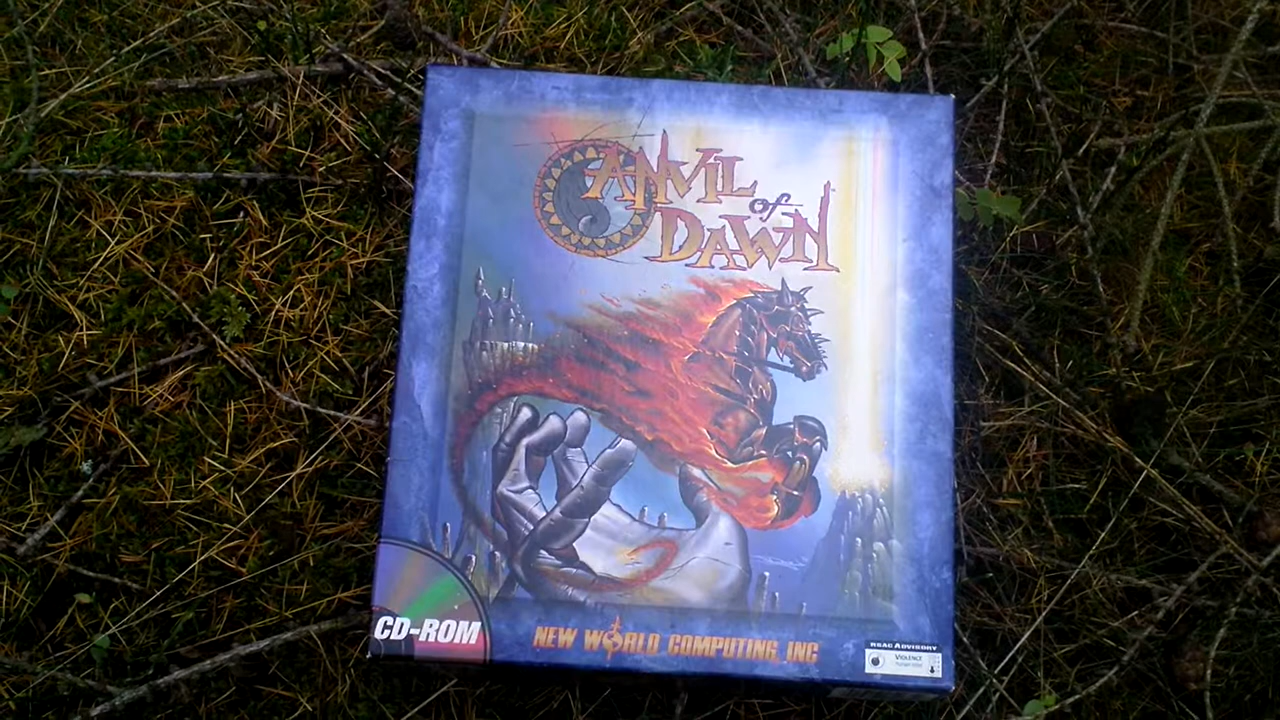 ANVIL
of
DAWN
CD-ROM
NEW WORLD COMPUTING, INC
RSAC ADVISORY
VIOLENCE